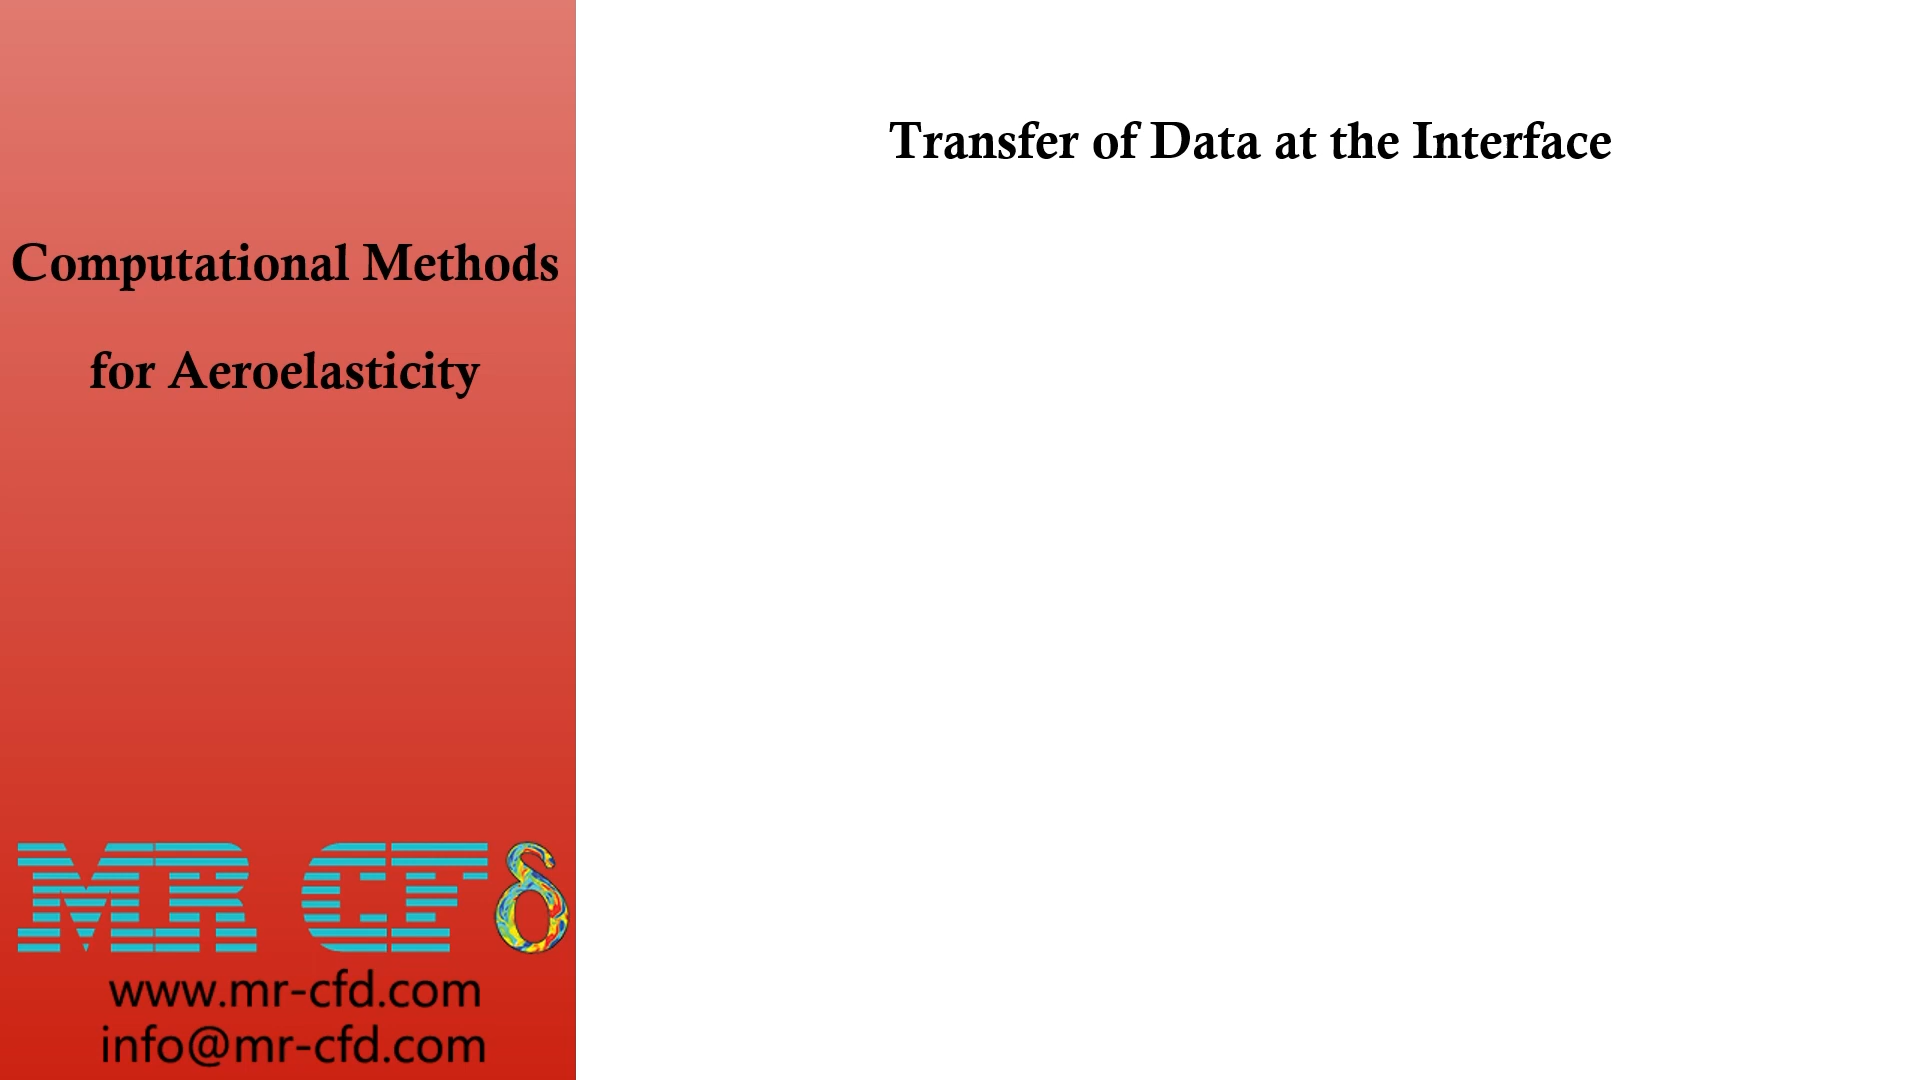 Computational Methods
for Aeroelasticity
MR CFδ
www.mr-cfd.com
info@mr-cfd.com
Transfer of Data at the Interface